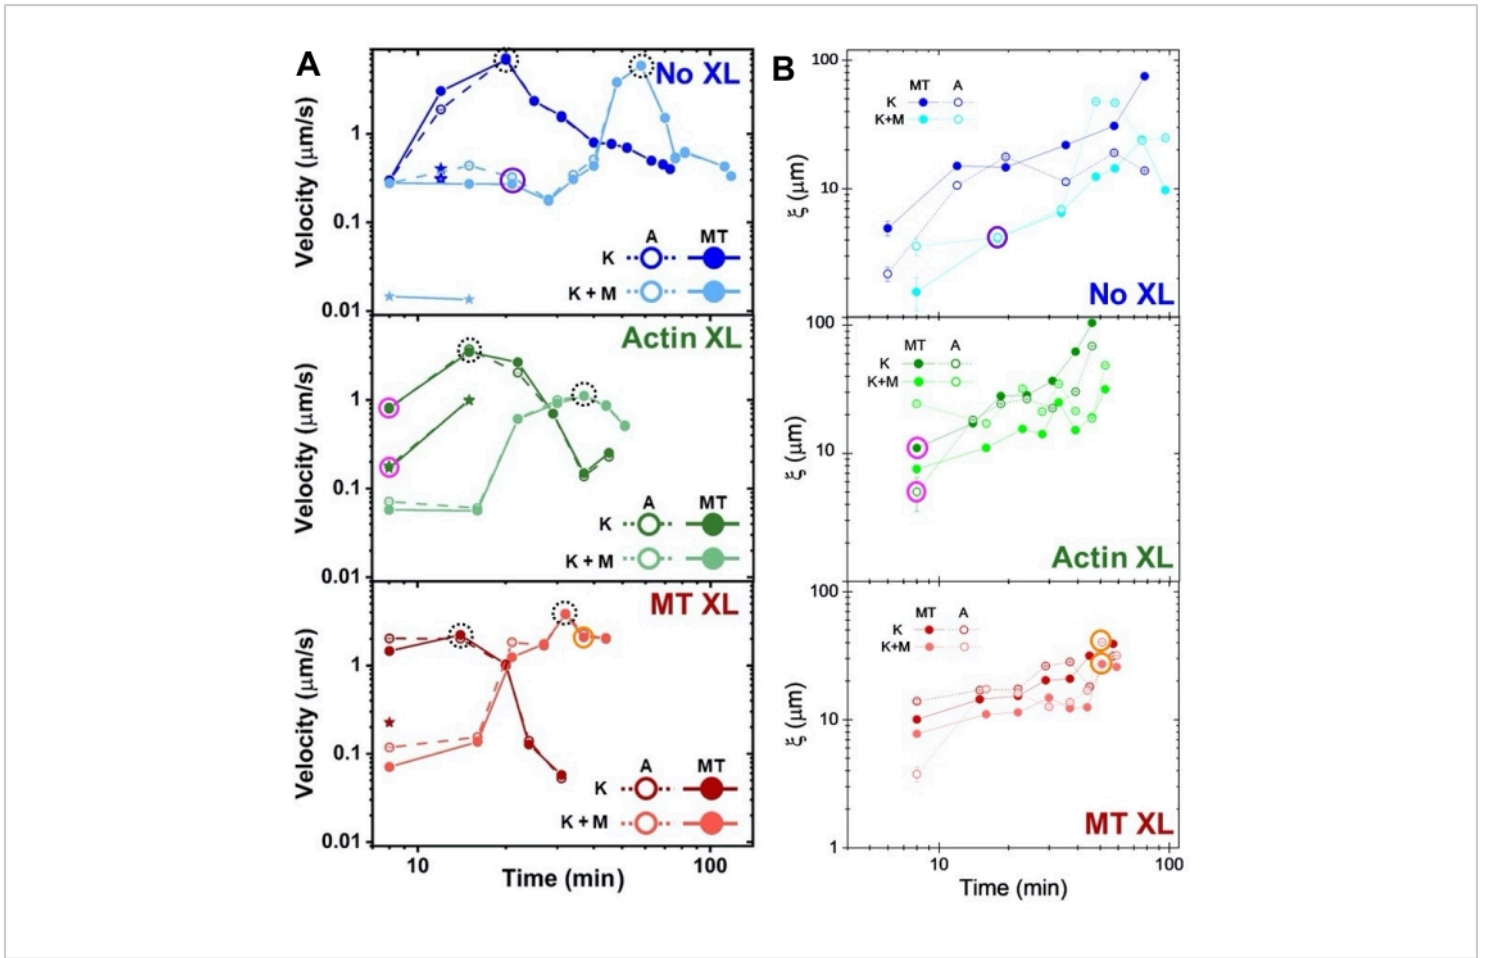 A
No XL
Velocity (μm/s)
1
0.1
0.01
A MT
K
K + M
Actin XL
Velocity (μm/s)
1
0.1
0.01
A MT
K
K + M
MT XL
Velocity (μm/s)
1
0.1
0.01
A MT
K
K + M
10 100
Time (min)
B
100
10
ξ (μm)
MT A
K
K+M
No XL
100
10
ξ (μm)
MT A
K
K+M
Actin XL
100
10
1
ξ (μm)
MT A
K
K+M
MT XL
10 100
Time (min)